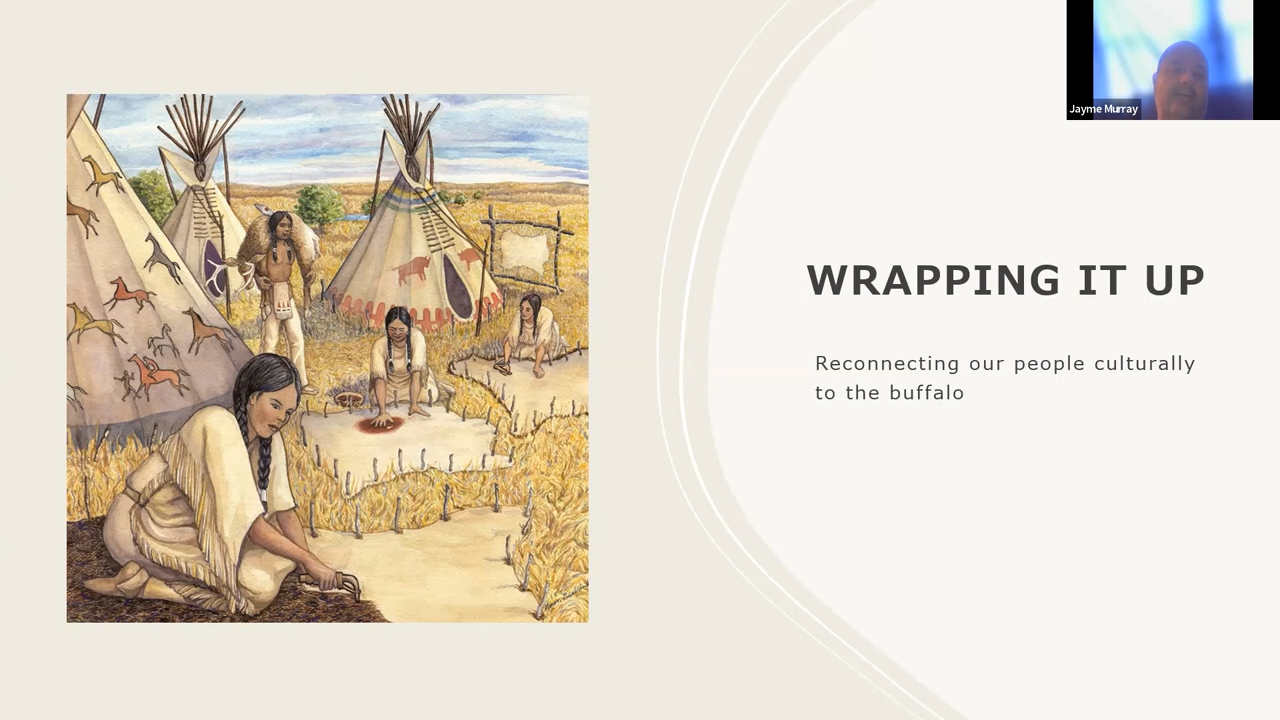 Jayme Murray
WRAPPING IT UP
Reconnecting our people culturally
to the buffalo